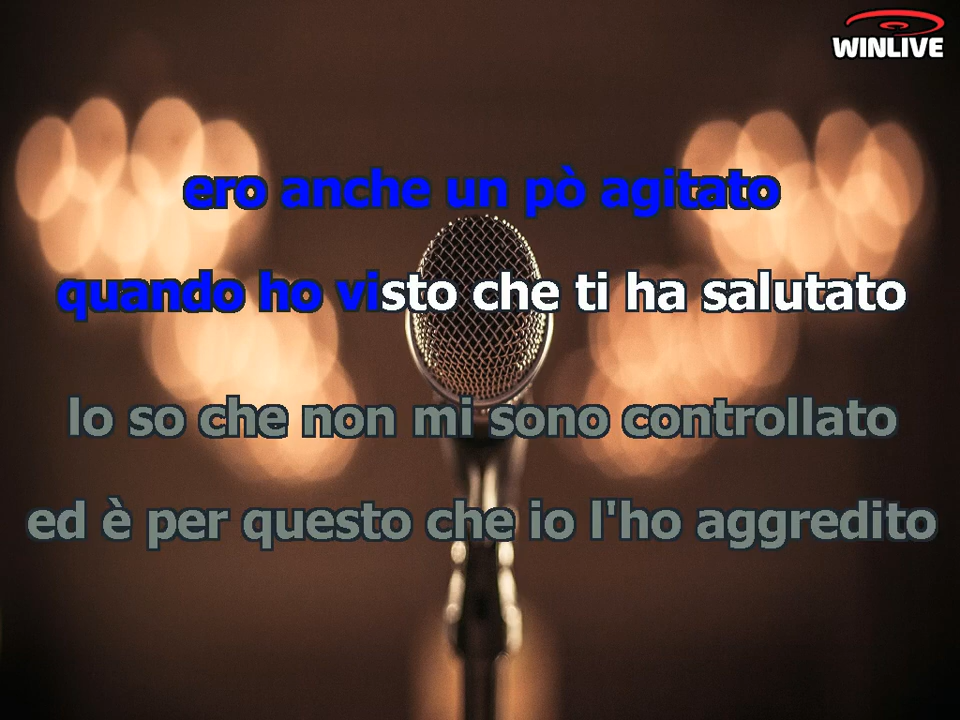 WINLIVE
ero anche un pò agitato
quando ho visto che ti ha salutato
lo so che non mi sono controllato
ed è per questo che io l'ho aggredito